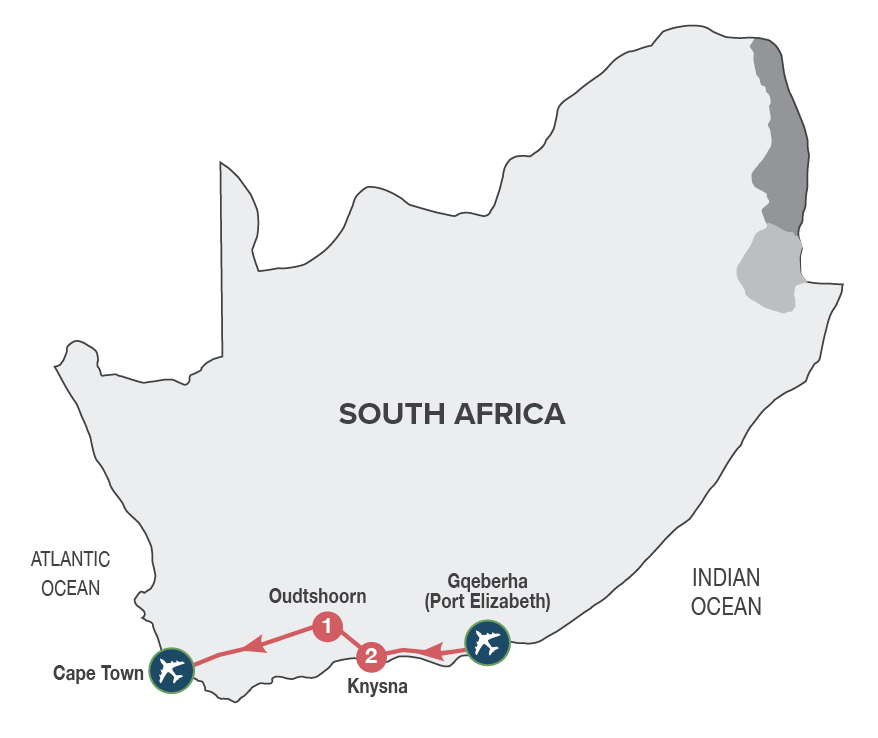 SOUTH AFRICA
ATLANTIC
OCEAN
INDIAN
OCEAN
Oudtshoorn
Gqeberha
(Port Elizabeth)
1
2
Cape Town
Knysna